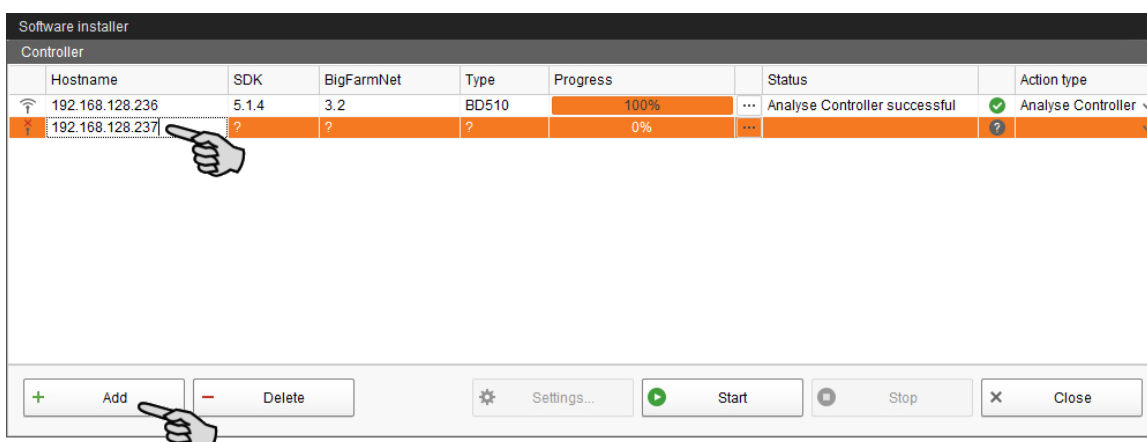 Software installer
Controller
Hostname SDK BigFarmNet Type Progress Status Action type
192.168.128.236 5.1.4 3.2 BD510 100% ... Analyse Controller successful Analyse Controller
192.168.128.237 ? ? ? 0% ... ?
+ Add − Delete Settings... Start Stop × Close